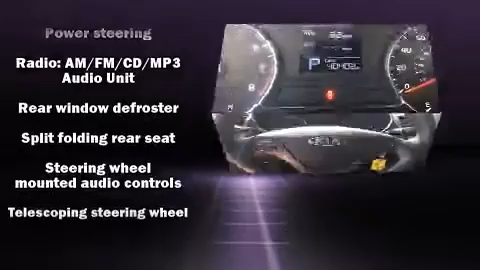 Power steering
Radio: AM/FM/CD/MP3
Audio Unit
Rear window defroster
Split folding rear seat
Steering wheel
mounted audio controls
Telescoping steering wheel
P
KIA